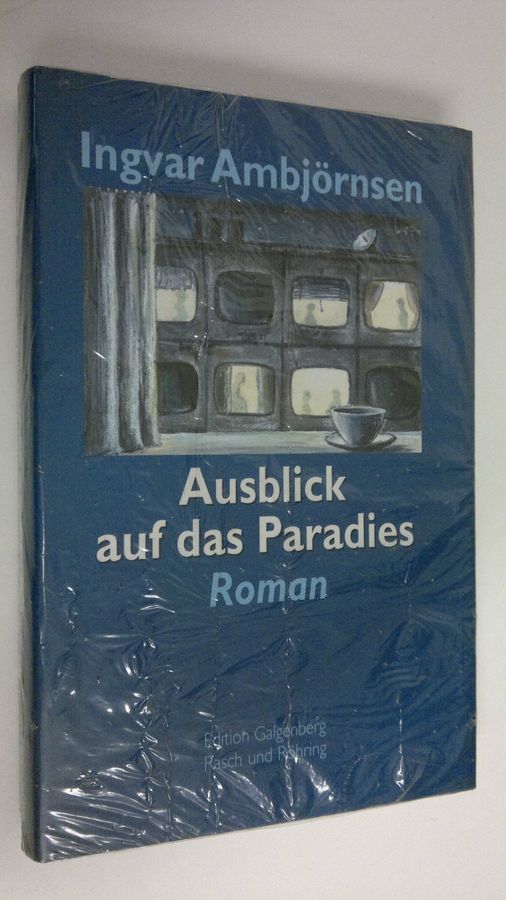 Ingvar Ambjörnsen
Ausblick
auf das Paradies
Roman
Edition Galgenberg
Rasch und Röhring